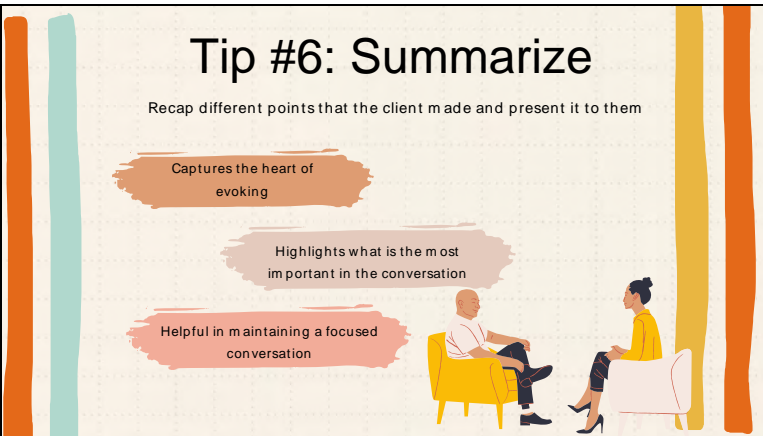 Tip #6: Summarize
Recap different points that the client made and present it to them
Captures the heart of
evoking
Highlights what is the most
important in the conversation
Helpful in maintaining a focused
conversation